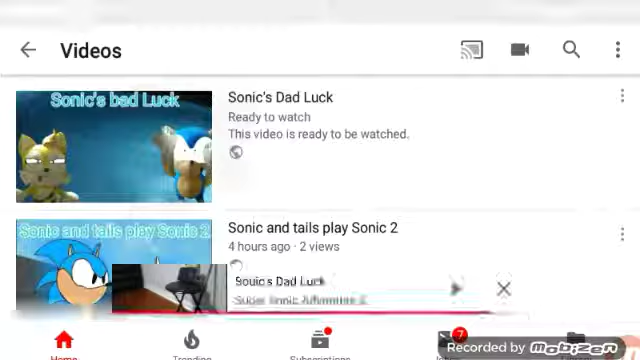 Videos
Sonic's bad Luck
Sonic's Dad Luck
Ready to watch
This video is ready to be watched.
Sonic and tails play Sonic 2
Sonic and tails play Sonic 2
4 hours ago · 2 views
Sonic's Dad Luck
Home
Trending
Subscriptions
7
Recorded by Mobizen